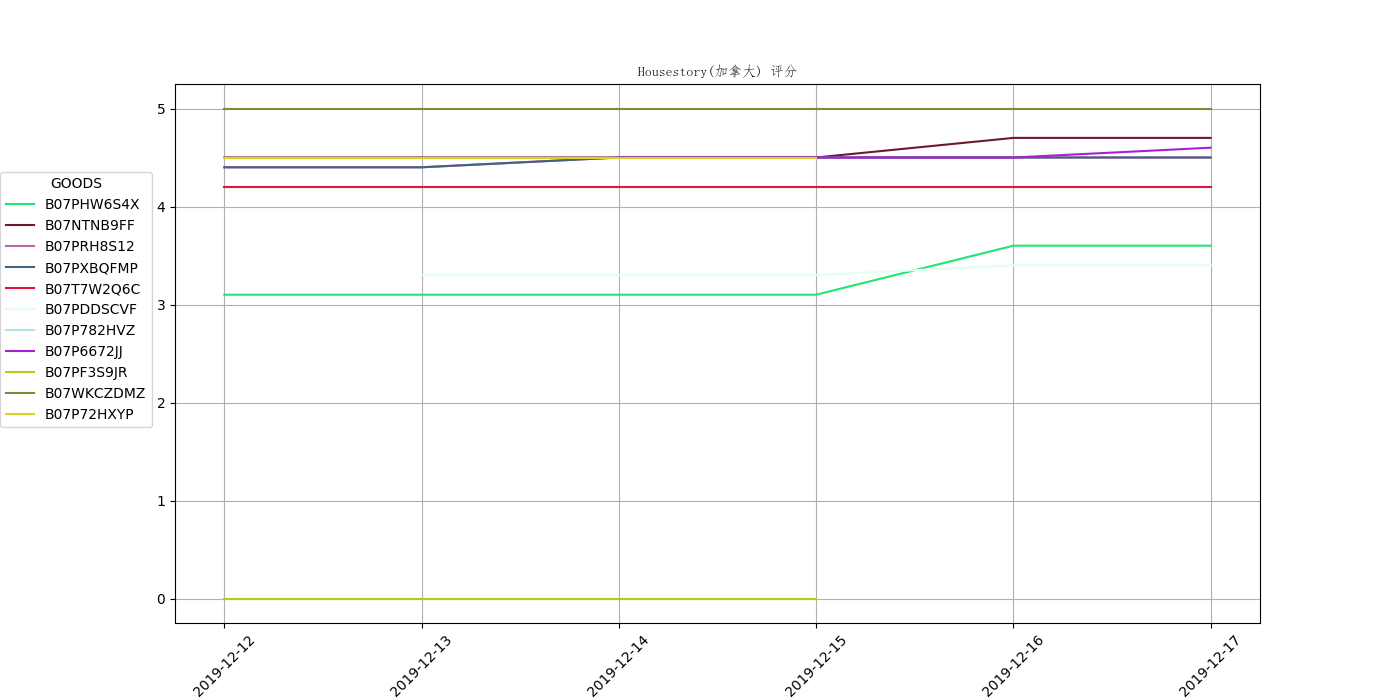 Housestory(加拿大) 评分
5
4
3
2
1
0
GOODS
B07PHW6S4X
B07NTNB9FF
B07PRH8S12
B07PXBQFMP
B07T7W2Q6C
B07PDDSCVF
B07P782HVZ
B07P6672JJ
B07PF3S9JR
B07WKCZDMZ
B07P72HXYP
2019-12-12
2019-12-13
2019-12-14
2019-12-15
2019-12-16
2019-12-17